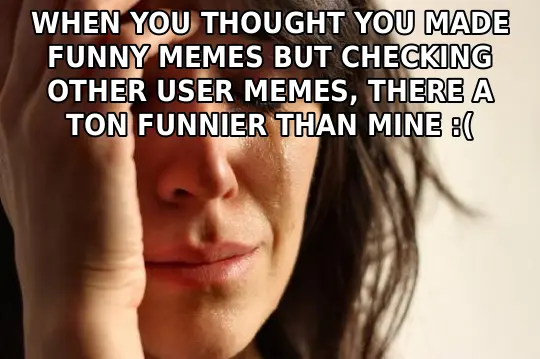 WHEN YOU THOUGHT YOU MADE
FUNNY MEMES BUT CHECKING
OTHER USER MEMES, THERE A
TON FUNNIER THAN MINE :(